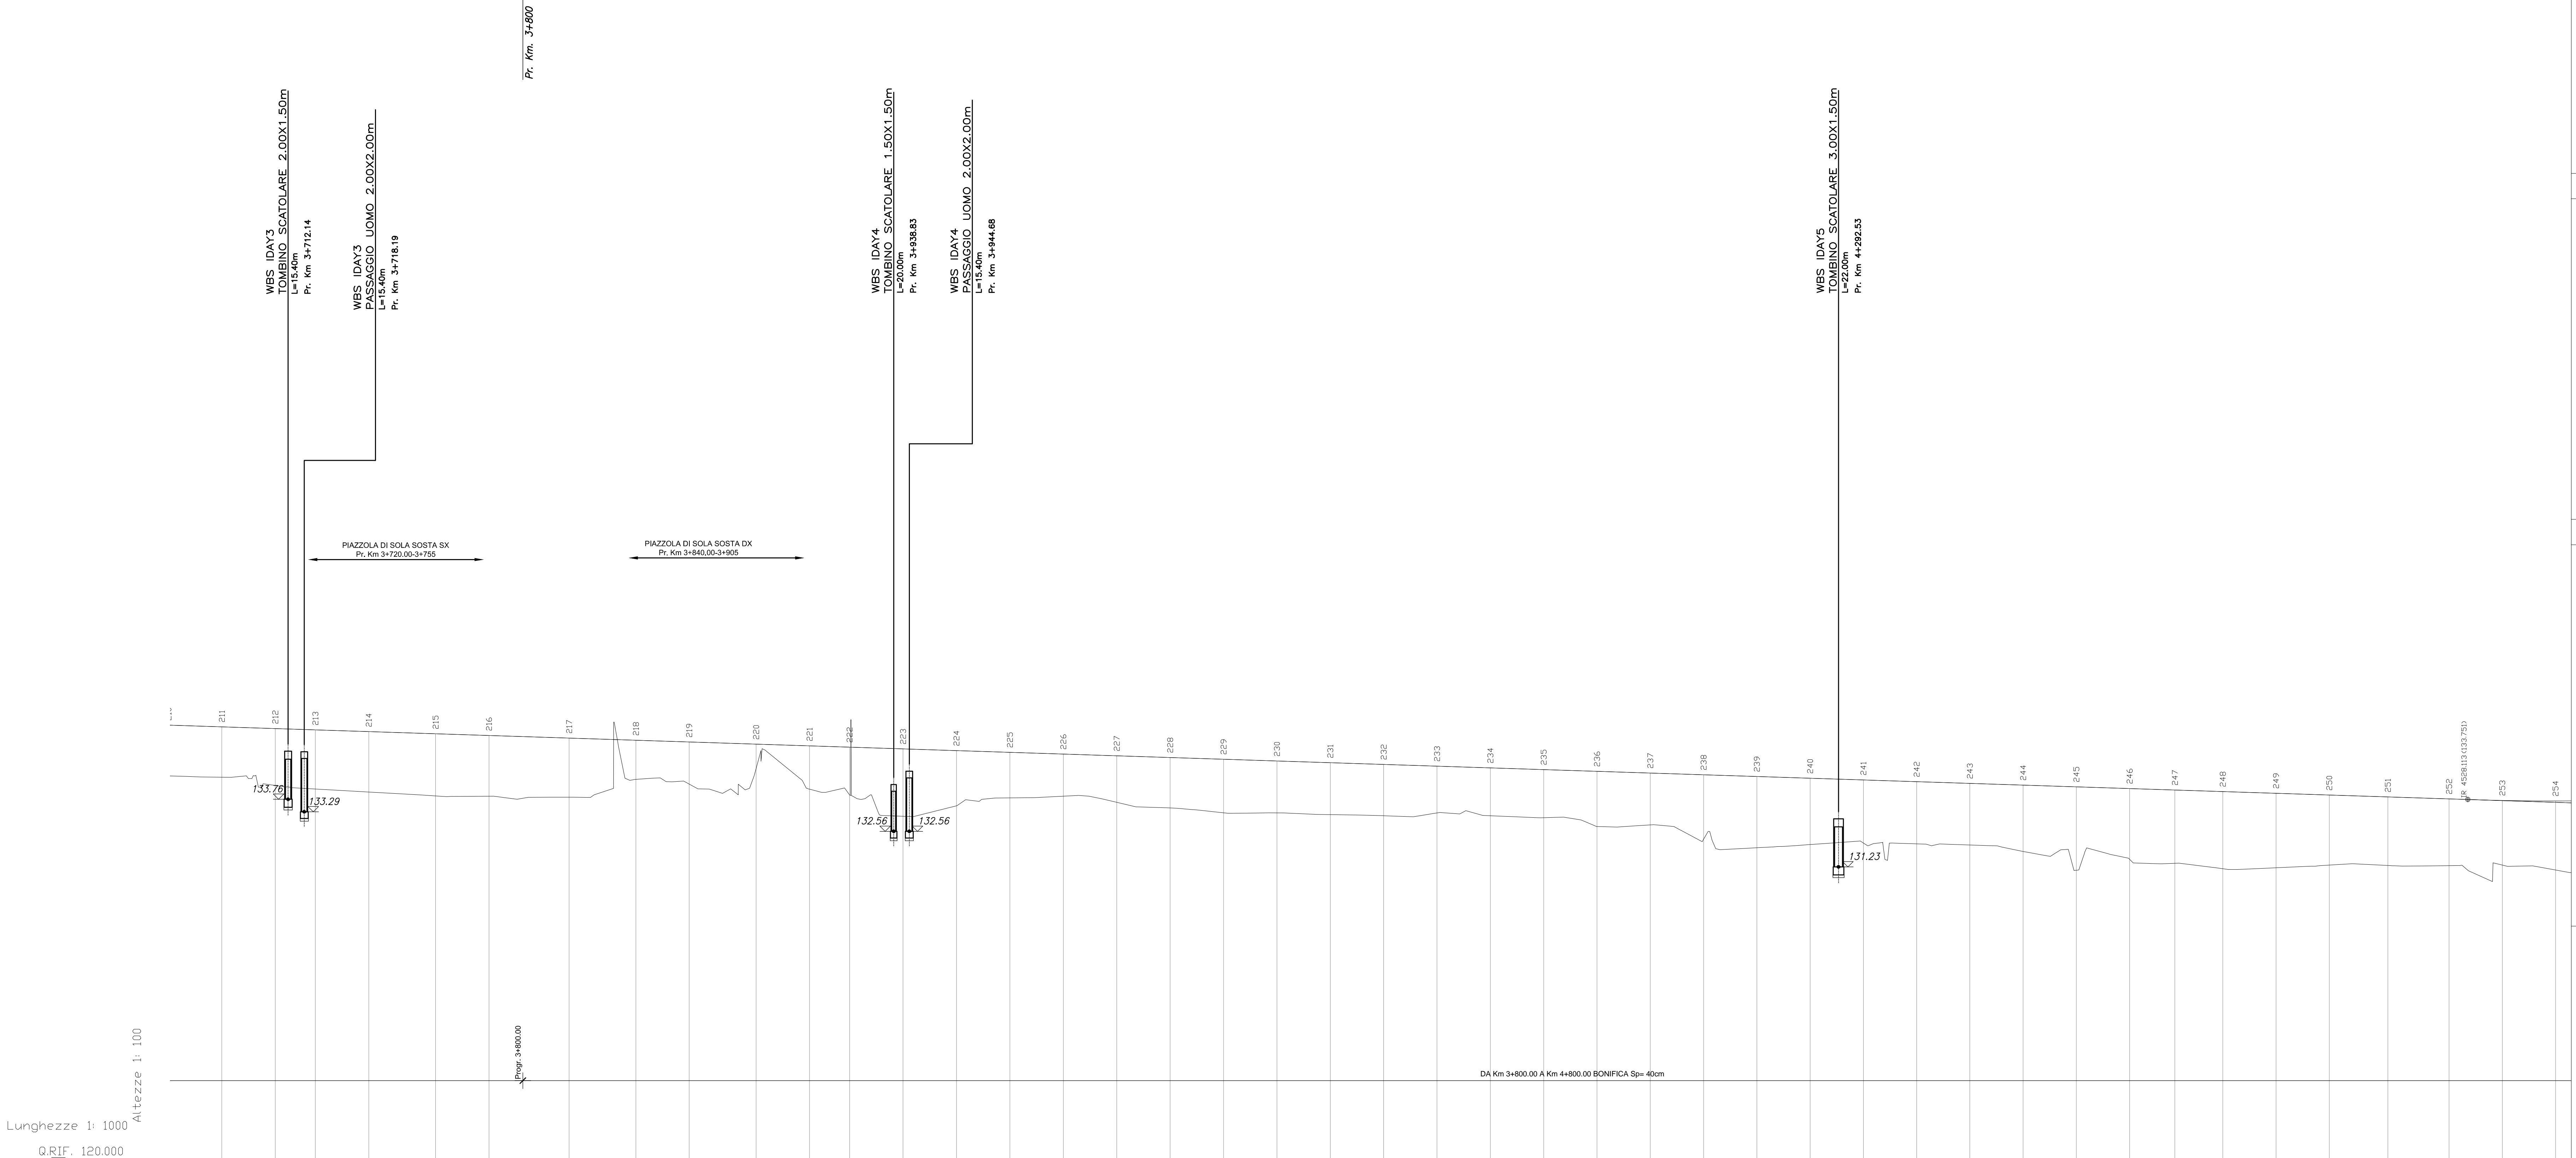 Pr. Km. 3+800
WBS IDAY3
TOMBINO SCATOLARE 2.00X1.50m
L=15.40m
Pr. Km 3+712.14
WBS IDAY3
PASSAGGIO UOMO 2.00X2.00m
L=15.40m
Pr. Km 3+718.19
WBS IDAY4
TOMBINO SCATOLARE 1.50X1.50m
L=20.00m
Pr. Km 3+938.83
WBS IDAY4
PASSAGGIO UOMO 2.00X2.00m
L=15.40m
Pr. Km 3+944.68
WBS IDAY5
TOMBINO SCATOLARE 3.00X1.50m
L=22.00m
Pr. Km 4+292.53
PIAZZOLA DI SOLA SOSTA SX
Pr. Km 3+720.00-3+755
PIAZZOLA DI SOLA SOSTA DX
Pr. Km 3+840,00-3+905
211
212
213
214
215
216
217
218
219
220
221
222
223
224
225
226
227
228
229
230
231
232
233
234
235
236
237
238
239
240
241
242
243
244
245
246
247
248
249
250
251
252
253
254
133.76
133.29
132.56
132.56
131.23
Progr. 3+800.00
DA Km 3+800.00 A Km 4+800.00 BONIFICA Sp= 40cm
Altezze 1: 100
Lunghezze 1: 1000
Q.RIF. 120.000